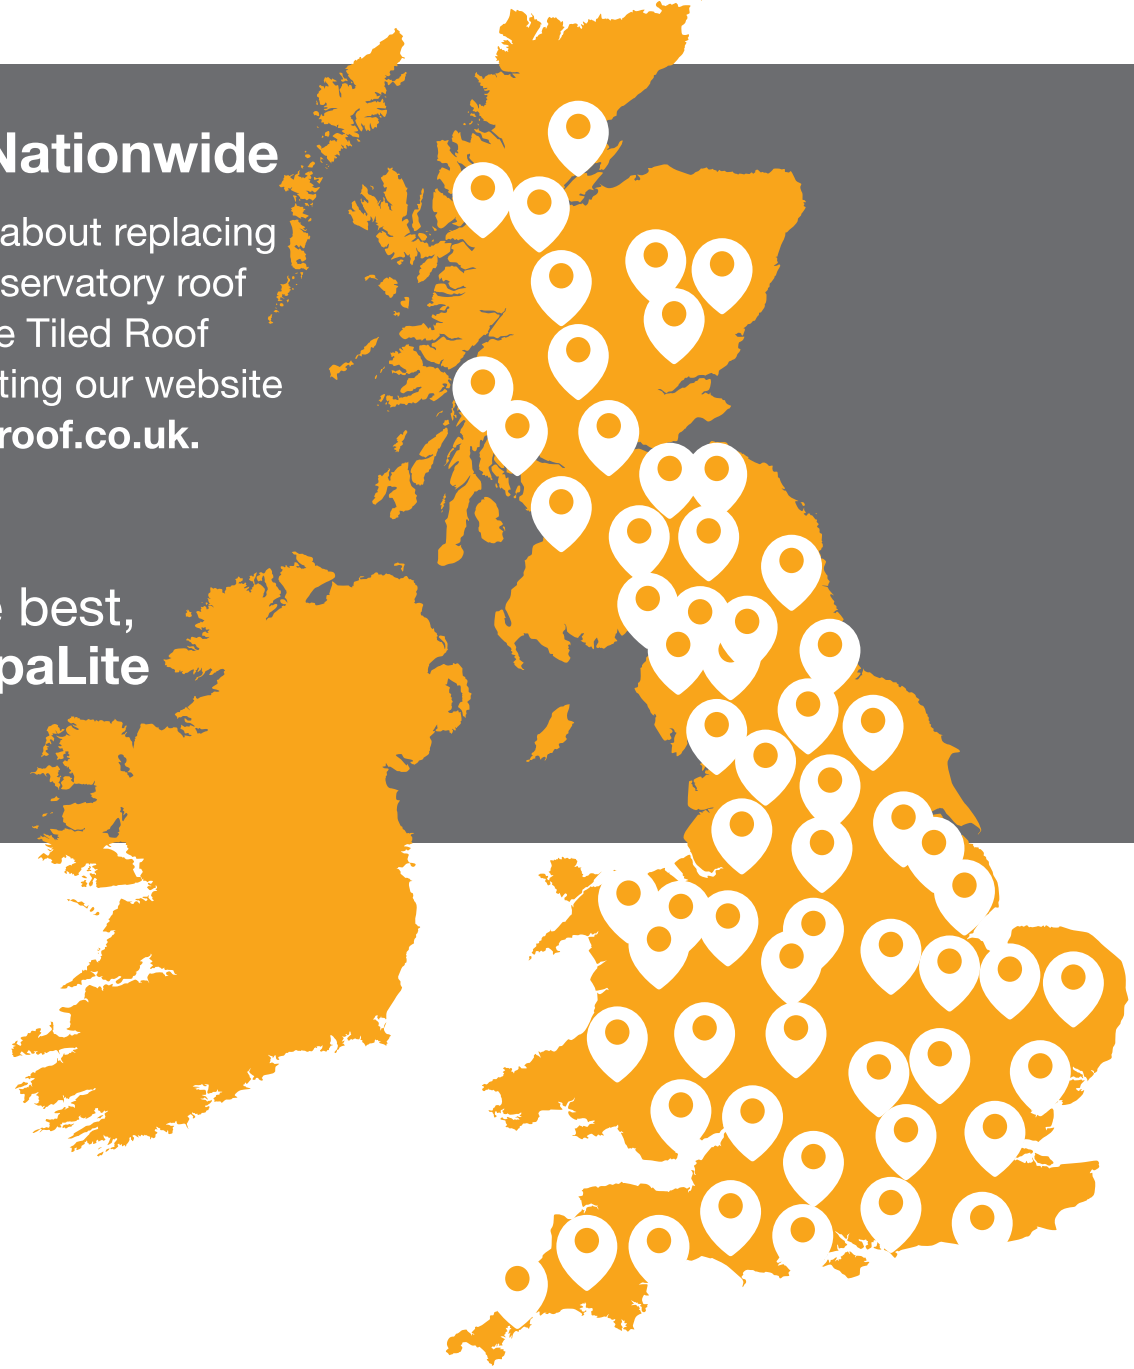 Nationwide
about replacing
servatory roof
e Tiled Roof
ting our website
roof.co.uk.
e best,
paLite